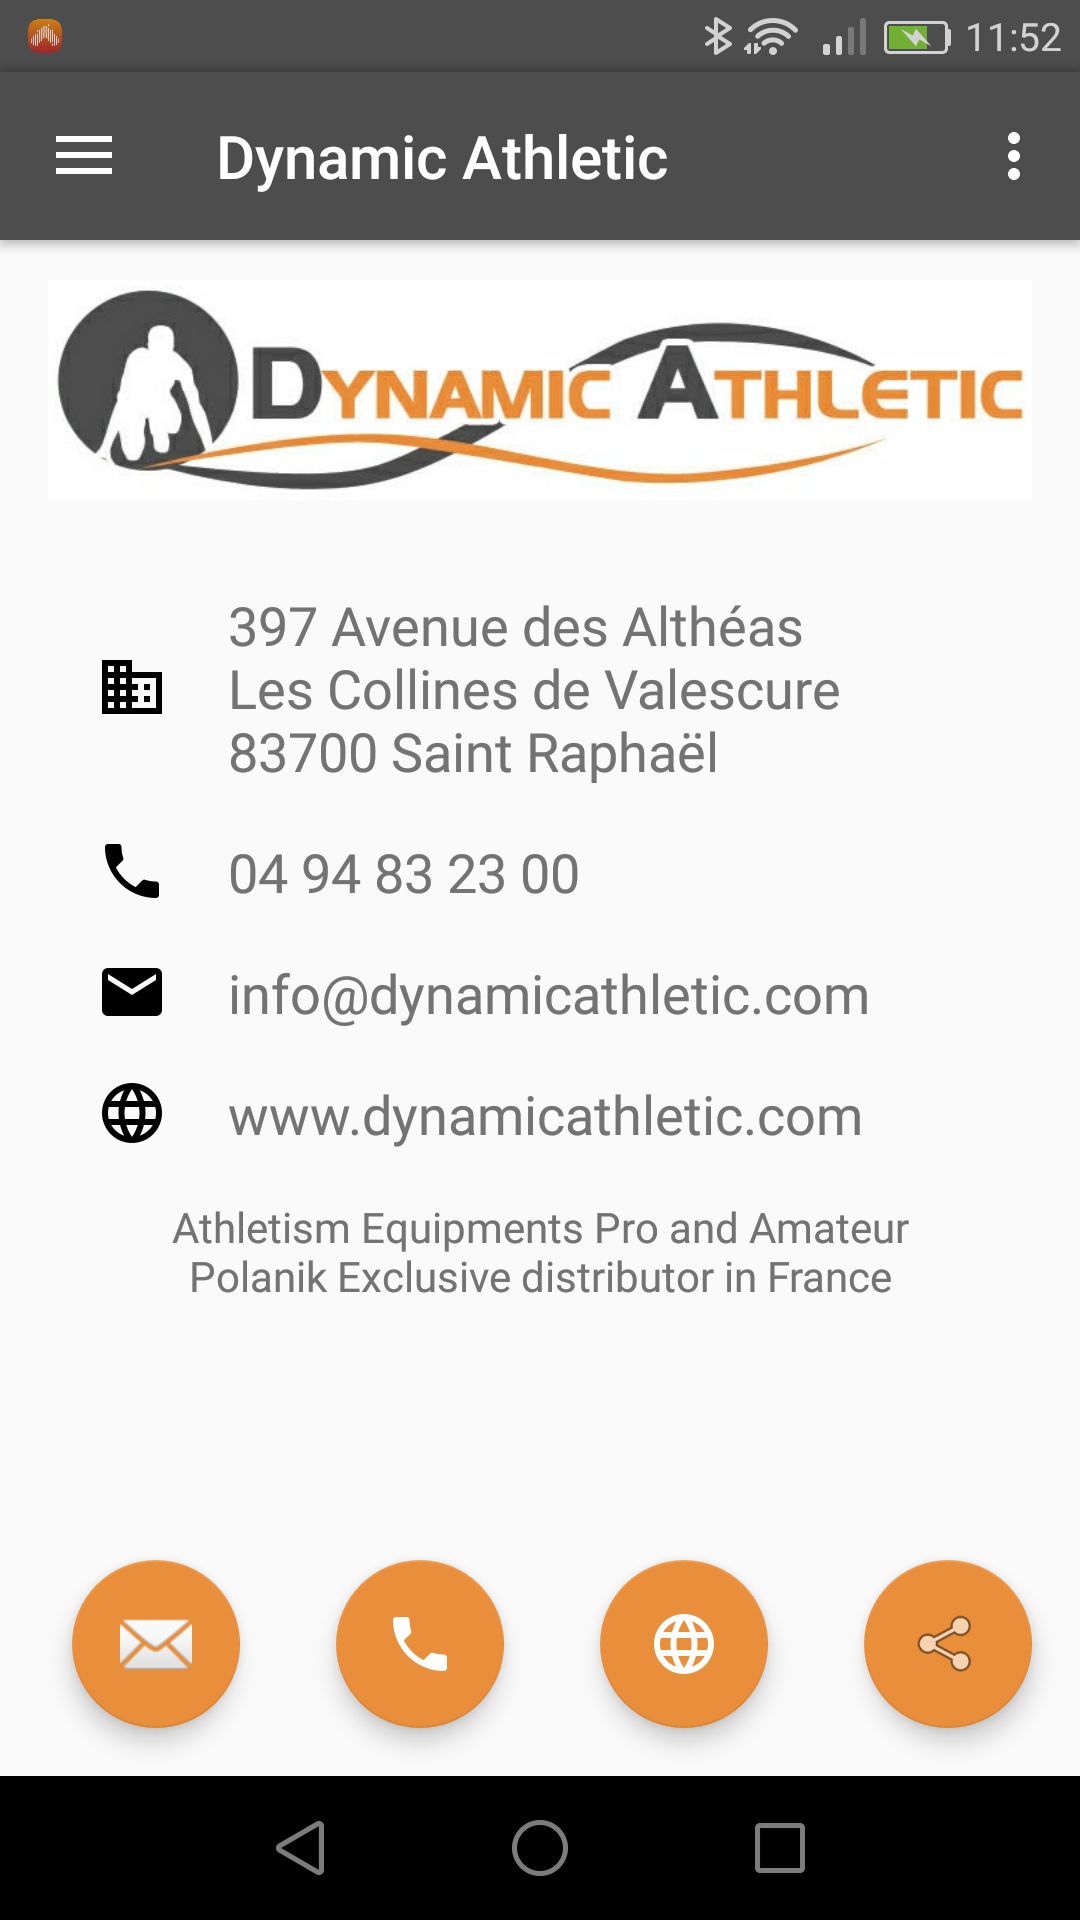 11:52
Dynamic Athletic
DYNAMIC ATHLETIC
397 Avenue des Althéas
Les Collines de Valescure
83700 Saint Raphaël
04 94 83 23 00
info@dynamicathletic.com
www.dynamicathletic.com
Athletism Equipments Pro and Amateur
Polanik Exclusive distributor in France